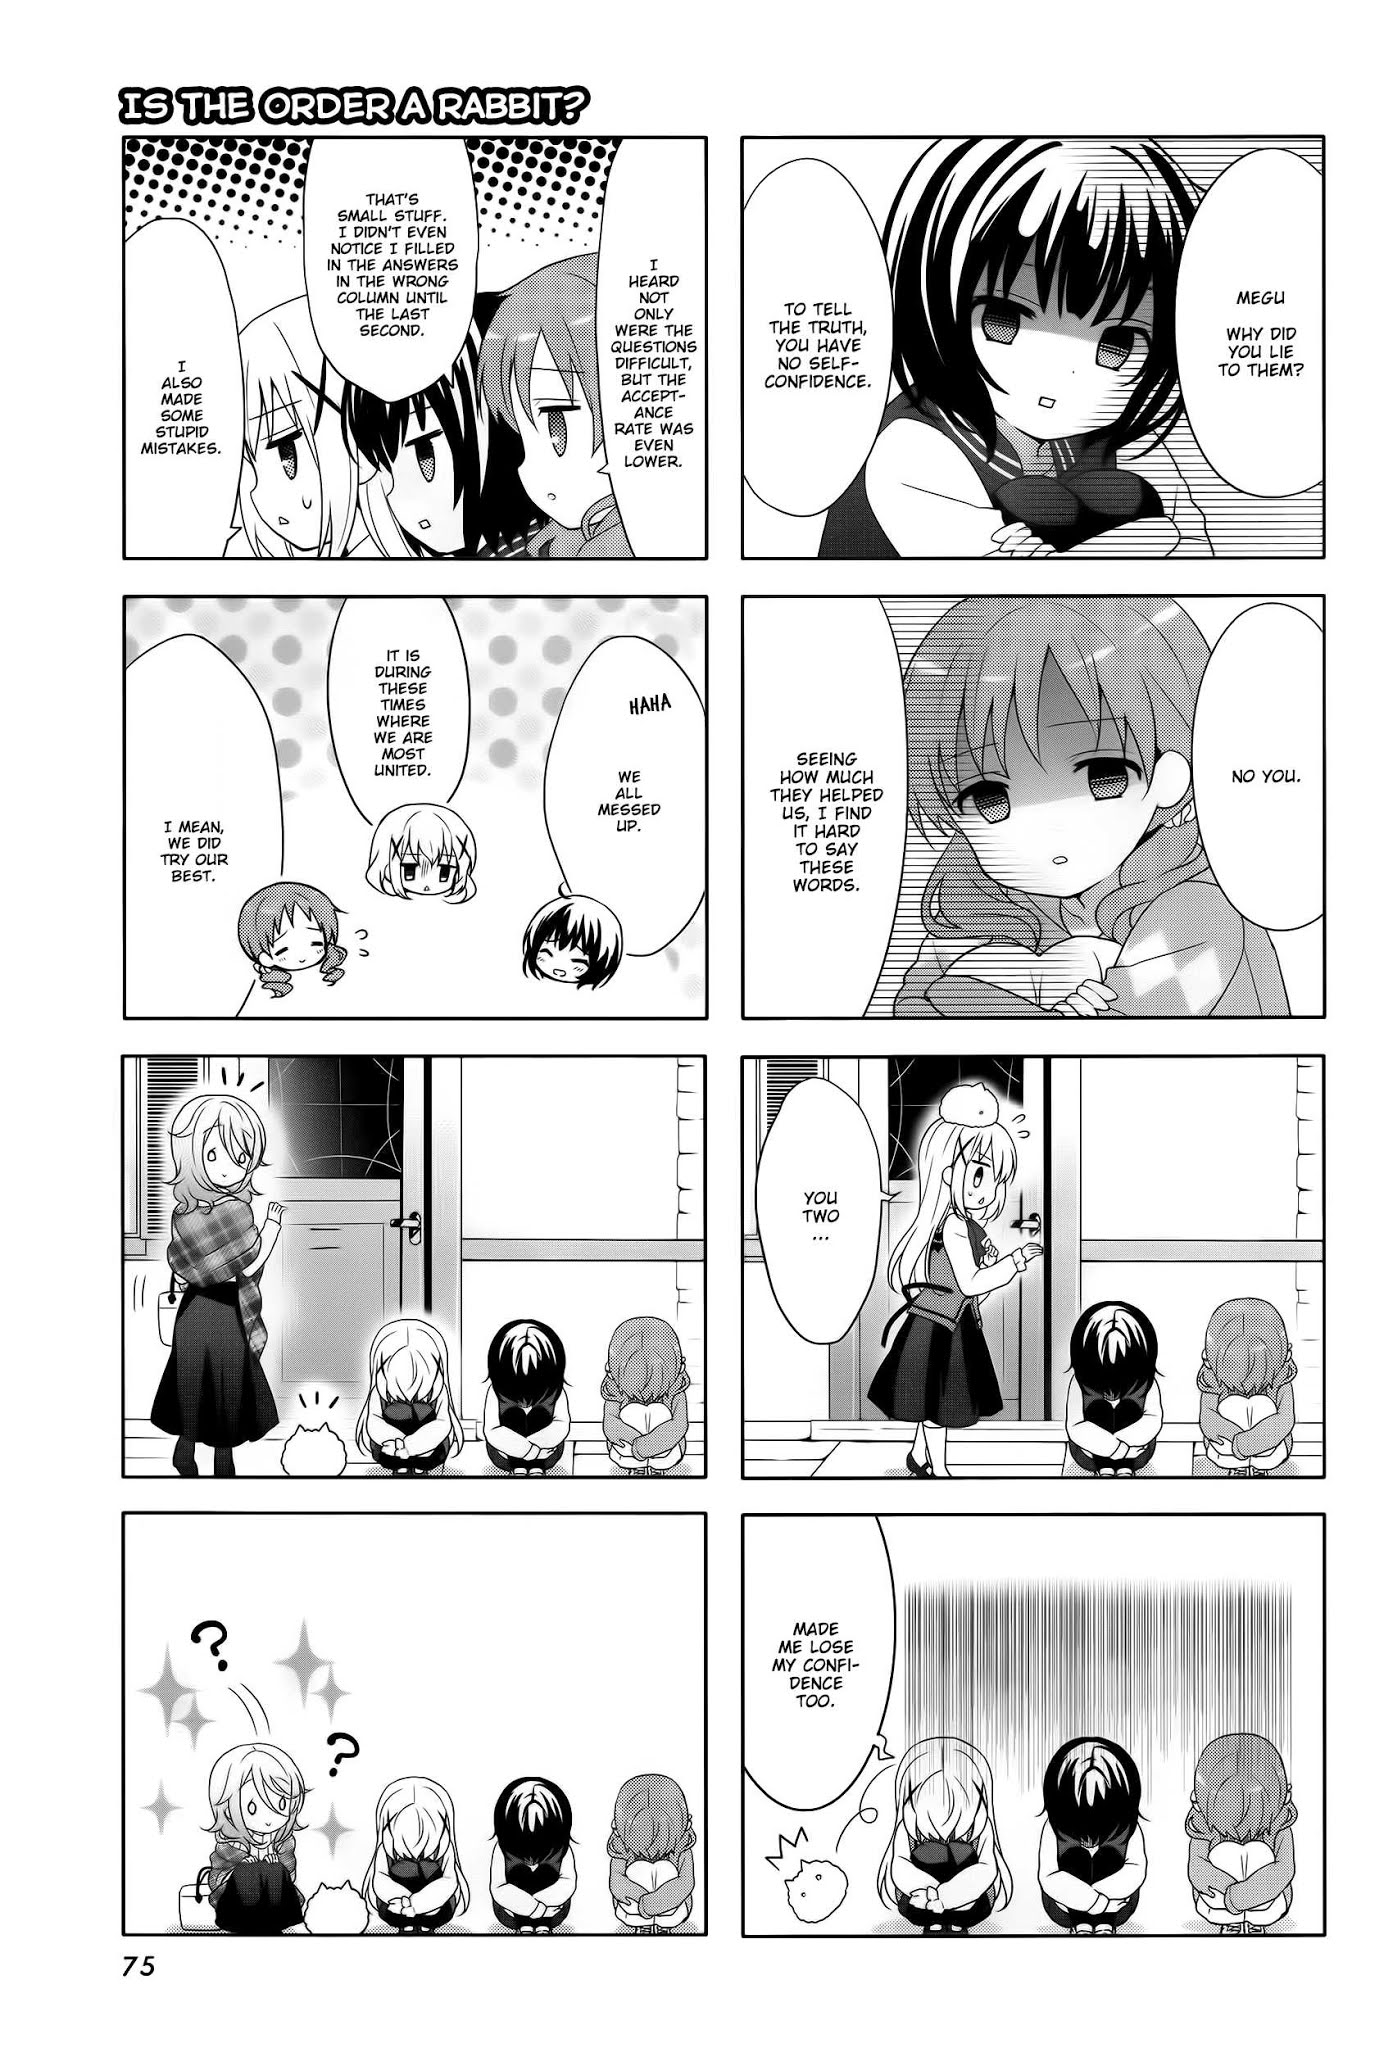 IS THE ORDER A RABBIT?
MEGU
WHY DID
YOU LIE
TO THEM?
TO TELL
THE TRUTH,
YOU HAVE
NO SELF-
CONFIDENCE.
NO YOU.
SEEING
HOW MUCH
THEY HELPED
US, I FIND
IT HARD
TO SAY
THESE
WORDS.
YOU
TWO
...
MADE
ME LOSE
MY CONFI-
DENCE
TOO.
I
HEARD
NOT
ONLY
WERE THE
QUESTIONS
DIFFICULT,
BUT THE
ACCEPT-
ANCE
RATE WAS
EVEN
LOWER.
THAT'S
SMALL STUFF.
I DIDN'T EVEN
NOTICE I FILLED
IN THE ANSWERS
IN THE WRONG
COLUMN UNTIL
THE LAST
SECOND.
I
ALSO
MADE
SOME
STUPID
MISTAKES.
HAHA
WE
ALL
MESSED
UP.
IT IS
DURING
THESE
TIMES
WHERE
WE ARE
MOST
UNITED.
I MEAN,
WE DID
TRY OUR
BEST.
?
?
75